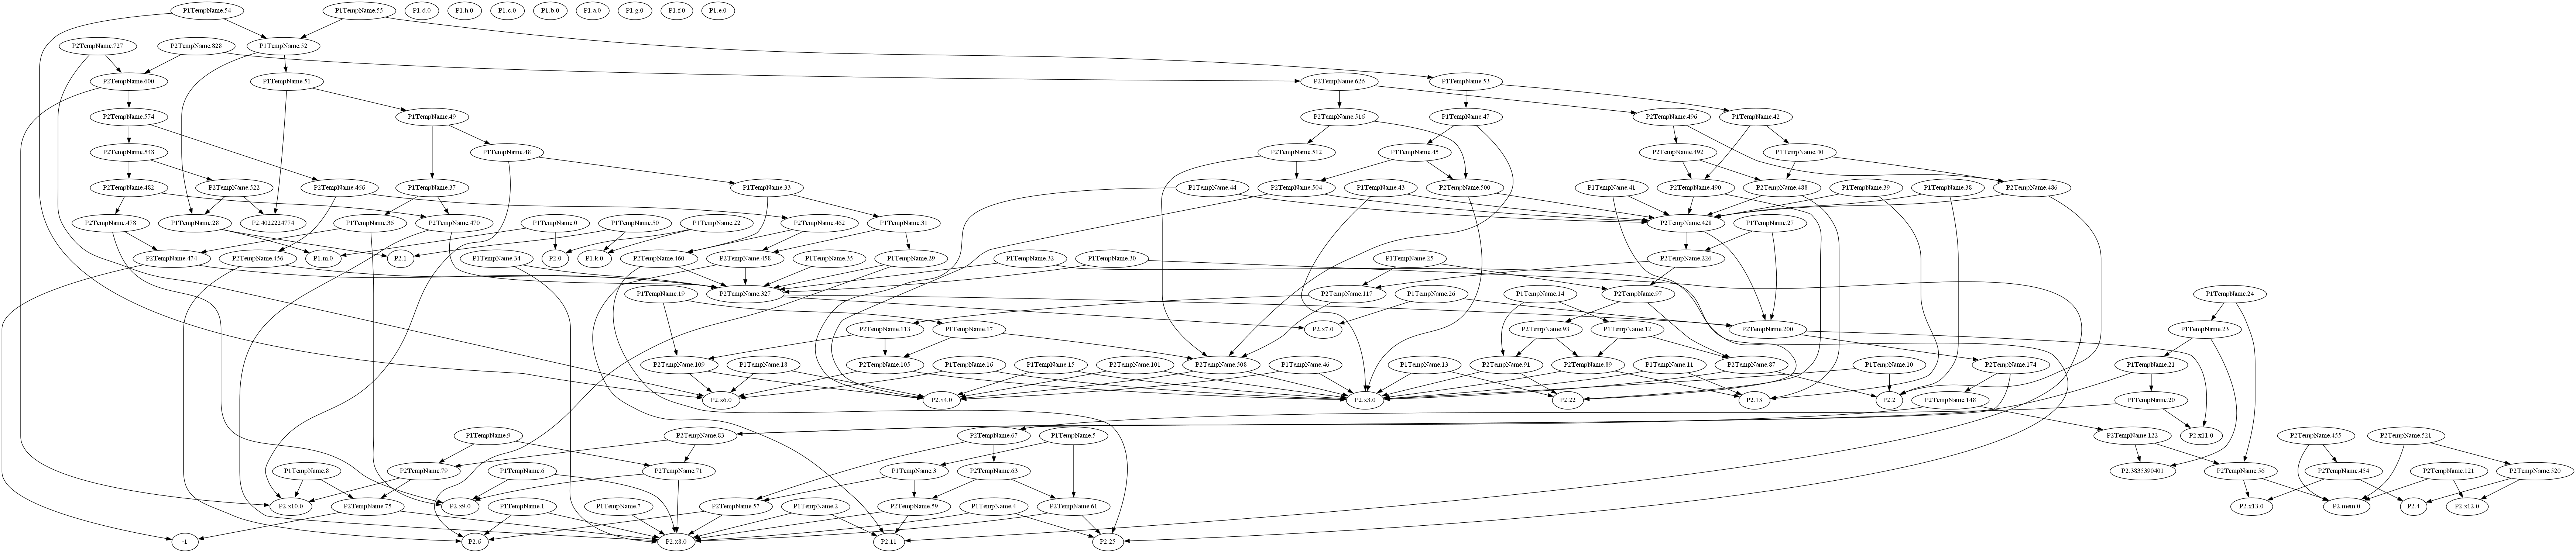 P1TempName.54 P1TempName.55 P1.d.0 P1.h.0 P1.c.0 P1.b.0 P1.a.0 P1.g.0 P1.f.0 P1.e.0
P2TempName.727 P2TempName.828 P1TempName.52
P2TempName.600 P1TempName.51 P2TempName.626 P1TempName.53
P2TempName.574 P1TempName.49 P2TempName.516 P1TempName.47 P2TempName.496 P1TempName.42
P2TempName.548 P1TempName.48 P2TempName.512 P1TempName.45 P2TempName.492 P1TempName.40
P2TempName.482 P2TempName.522 P2TempName.466 P1TempName.37 P1TempName.33 P1TempName.44 P2TempName.504 P1TempName.43 P2TempName.500 P1TempName.41 P2TempName.490 P2TempName.488 P1TempName.39 P1TempName.38 P2TempName.486
P2TempName.478 P1TempName.28 P2.4022224774 P1TempName.36 P2TempName.470 P1TempName.0 P1TempName.50 P1TempName.22 P2TempName.462 P1TempName.31 P2TempName.428 P1TempName.27
P2TempName.474 P2TempName.456 P1.m.0 P2.1 P1TempName.34 P2.0 P1.k.0 P2TempName.460 P2TempName.458 P1TempName.35 P1TempName.29 P1TempName.32 P1TempName.30 P1TempName.25 P2TempName.226
P1TempName.19 P2TempName.327 P2TempName.117 P1TempName.26 P1TempName.14 P2TempName.97 P1TempName.24
P2TempName.113 P1TempName.17 P2.x7.0 P2TempName.93 P1TempName.12 P2TempName.200 P1TempName.23
P2TempName.109 P1TempName.18 P2TempName.105 P1TempName.16 P1TempName.15 P2TempName.101 P2TempName.508 P1TempName.46 P1TempName.13 P2TempName.91 P2TempName.89 P1TempName.11 P2TempName.87 P1TempName.10 P2TempName.174 P1TempName.21
P2.x6.0 P2.x4.0 P2.x3.0 P2.22 P2.13 P2.2 P2TempName.148 P1TempName.20
P1TempName.9 P2TempName.83 P2TempName.67 P1TempName.5 P2TempName.122 P2.x11.0 P2TempName.455 P2TempName.521
P1TempName.8 P2TempName.79 P1TempName.6 P2TempName.71 P1TempName.3 P2TempName.63 P2.3835390401 P2TempName.56 P2TempName.454 P2TempName.121 P2TempName.520
P2.x10.0 P2TempName.75 P2.x9.0 P1TempName.1 P1TempName.7 P2TempName.57 P1TempName.2 P2TempName.59 P1TempName.4 P2TempName.61 P2.x13.0 P2.mem.0 P2.4 P2.x12.0
-1 P2.6 P2.x8.0 P2.11 P2.25